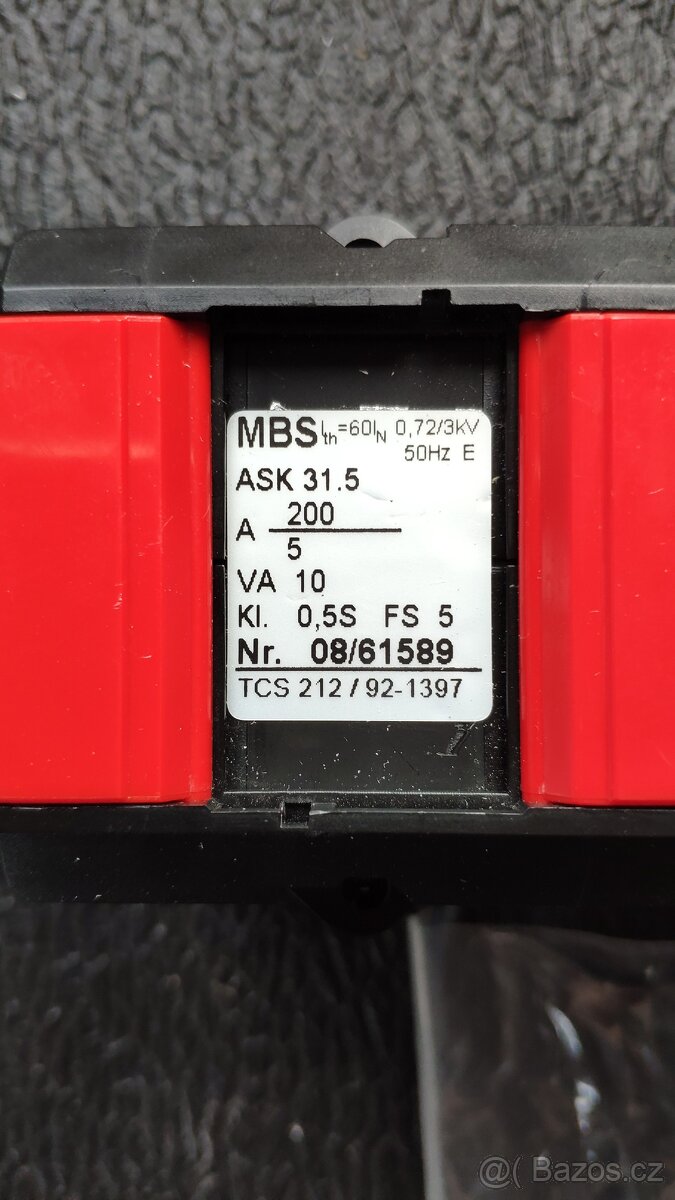 MBS Ith=60IN 0,72/3kV
50Hz E
ASK 31.5
A 200
5
VA 10
Kl. 0,5S FS 5
Nr. 08/61589
TCS 212 / 92-1397
@( Bazos.cz